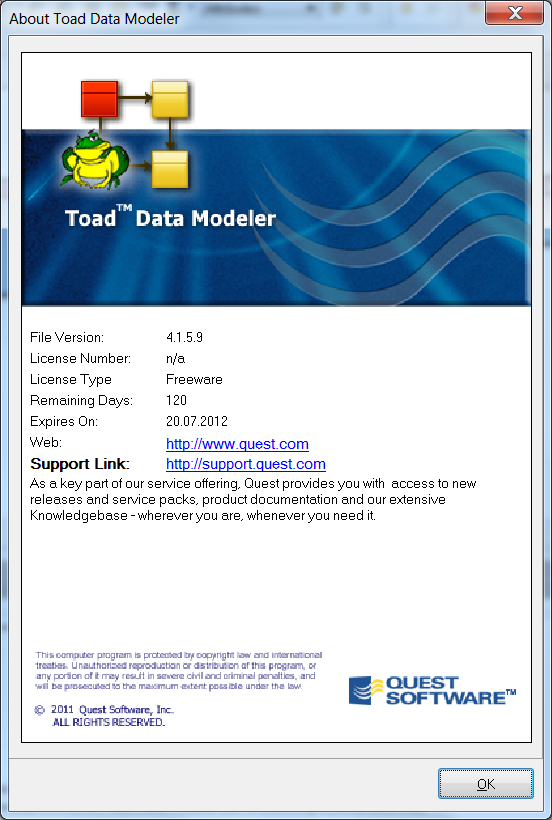 About Toad Data Modeler
Toad™ Data Modeler
File Version: 4.1.5.9
License Number: n/a
License Type Freeware
Remaining Days: 120
Expires On: 20.07.2012
Web: http://www.quest.com
Support Link: http://support.quest.com
As a key part of our service offering, Quest provides you with access to new
releases and service packs, product documentation and our extensive
Knowledgebase - wherever you are, whenever you need it.
This computer program is protected by copyright law and international
treaties. Unauthorized reproduction or distribution of this program, or
any portion of it may result in severe civil and criminal penalties, and
will be prosecuted to the maximum extent possible under the law.
© 2011 Quest Software, Inc.
ALL RIGHTS RESERVED.
QUEST
SOFTWARE™
OK